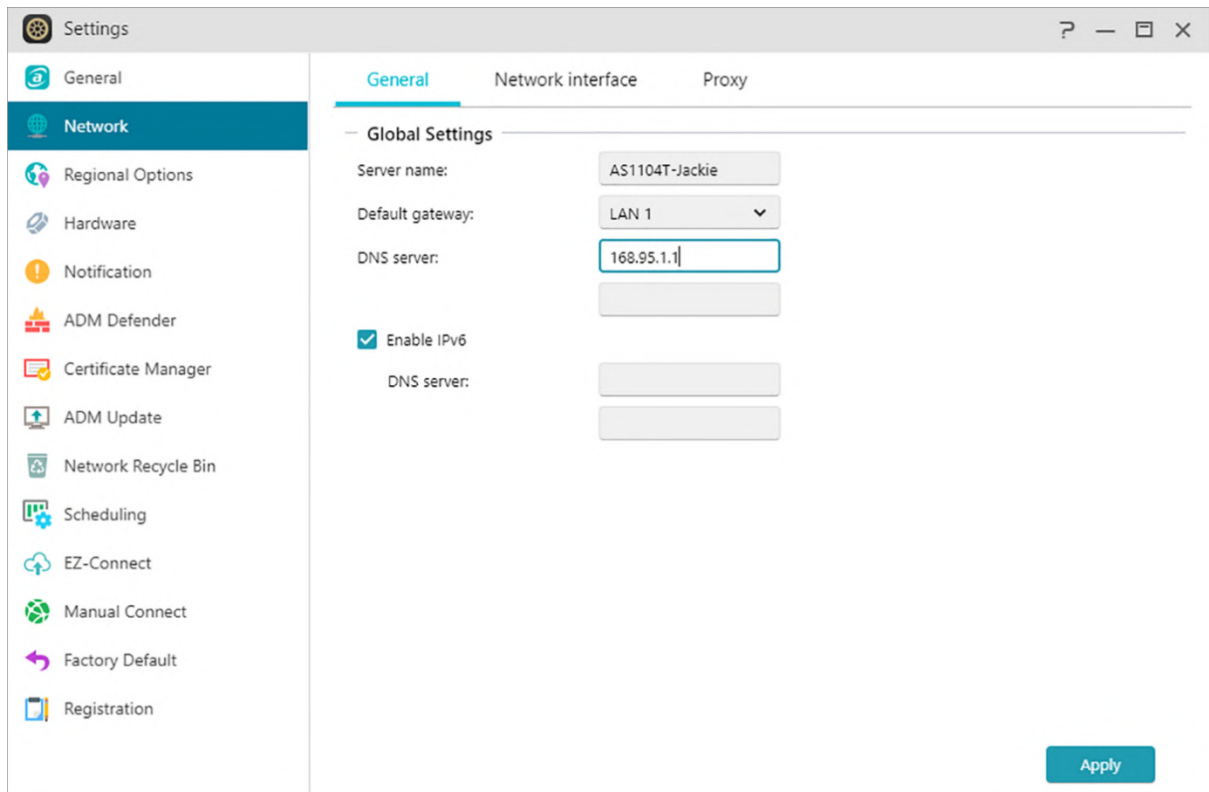 Settings
General
Network
Regional Options
Hardware
Notification
ADM Defender
Certificate Manager
ADM Update
Network Recycle Bin
Scheduling
EZ-Connect
Manual Connect
Factory Default
Registration
General Network interface Proxy
Global Settings
Server name: AS1104T-Jackie
Default gateway: LAN 1
DNS server: 168.95.1.1
Enable IPv6
DNS server:
Apply